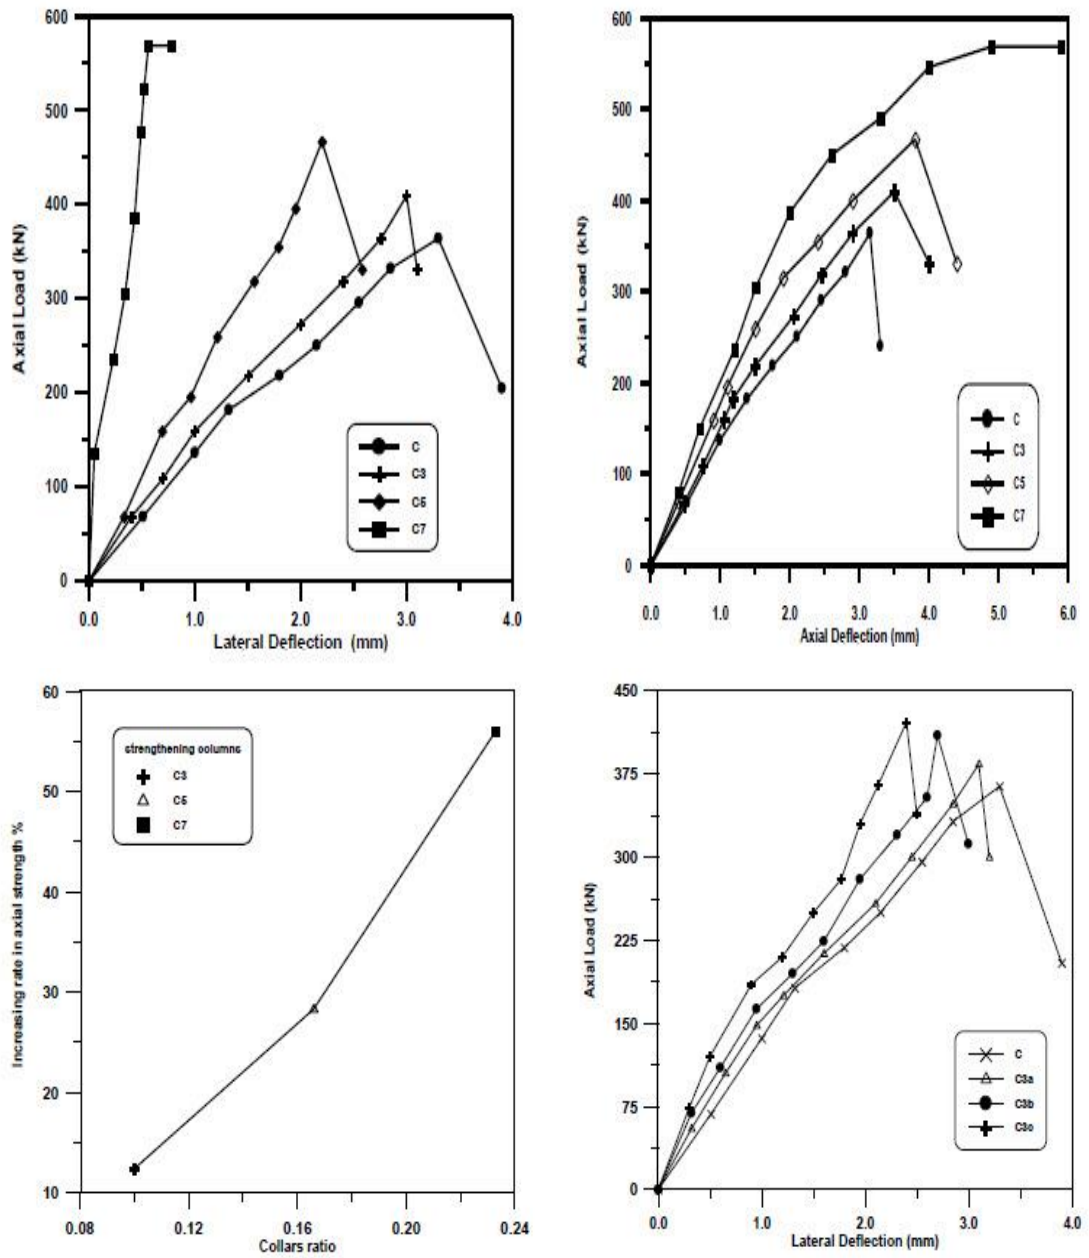 600
500
400
300
200
100
0
Axial Load (kN)
C
C3
C5
C7
0.0 1.0 2.0 3.0 4.0
Lateral Deflection (mm)
600
500
400
300
200
100
0
Axial Load (kN)
C
C3
C5
C7
0.0 1.0 2.0 3.0 4.0 5.0 6.0
Axial Deflection (mm)
60
50
40
30
20
10
Increasing rate in axial strength %
strengthening columns
C3
C5
C7
0.08 0.12 0.16 0.20 0.24
Collars ratio
450
375
300
225
150
75
0
Axial Load (kN)
C
C3a
C3b
C3c
0.0 1.0 2.0 3.0 4.0
Lateral Deflection (mm)